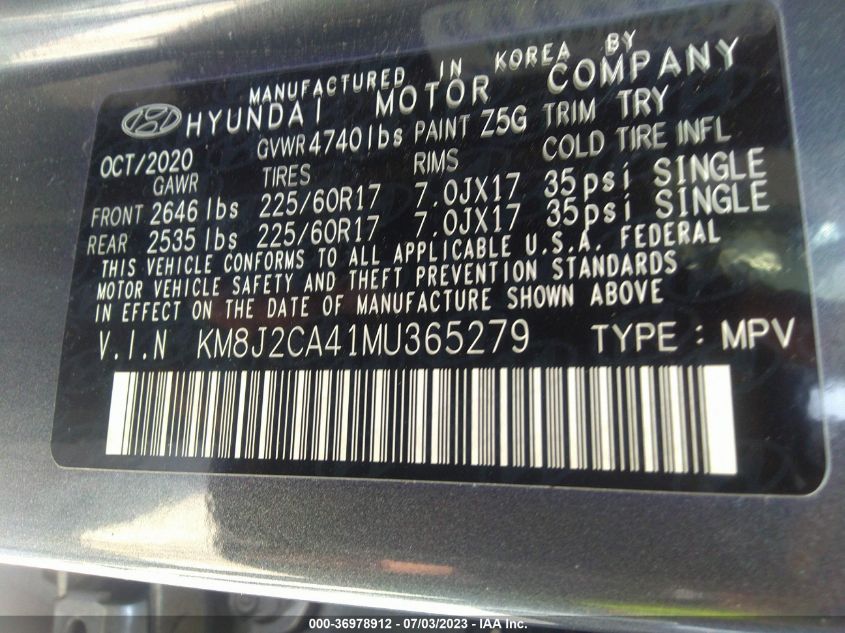 MANUFACTURED IN KOREA BY
HYUNDAI MOTOR COMPANY
OCT/2020 GVWR 4740lbs PAINT Z5G TRIM TRY
GAWR TIRES RIMS COLD TIRE INFL
FRONT 2646 lbs 225/60R17 7.0JX17 35psi SINGLE
REAR 2535 lbs 225/60R17 7.0JX17 35psi SINGLE
THIS VEHICLE CONFORMS TO ALL APPLICABLE U.S.A. FEDERAL
MOTOR VEHICLE SAFETY AND THEFT PREVENTION STANDARDS
IN EFFECT ON THE DATE OF MANUFACTURE SHOWN ABOVE
V.I.N KM8J2CA41MU365279 TYPE : MPV
000-36978912 / 07/03/2023 - IAA Inc.